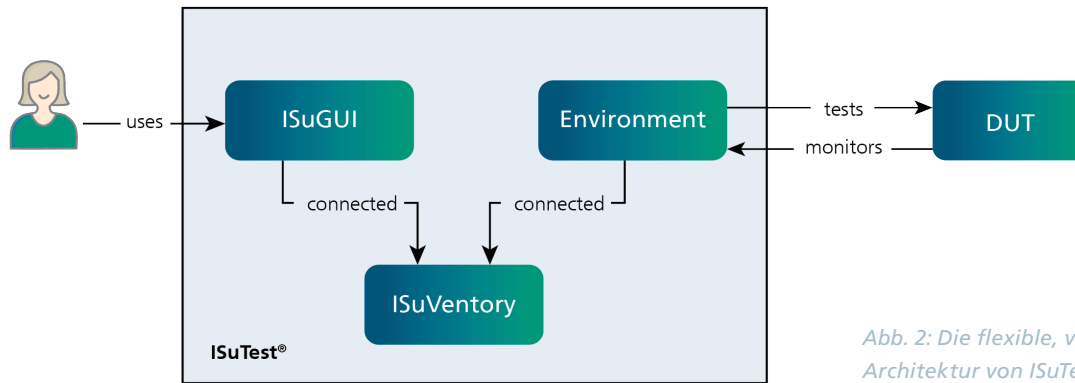 uses
ISuGUI
Environment
tests
monitors
DUT
connected
connected
ISuVentory
ISuTest®
Abb. 2: Die flexible,
Architektur von